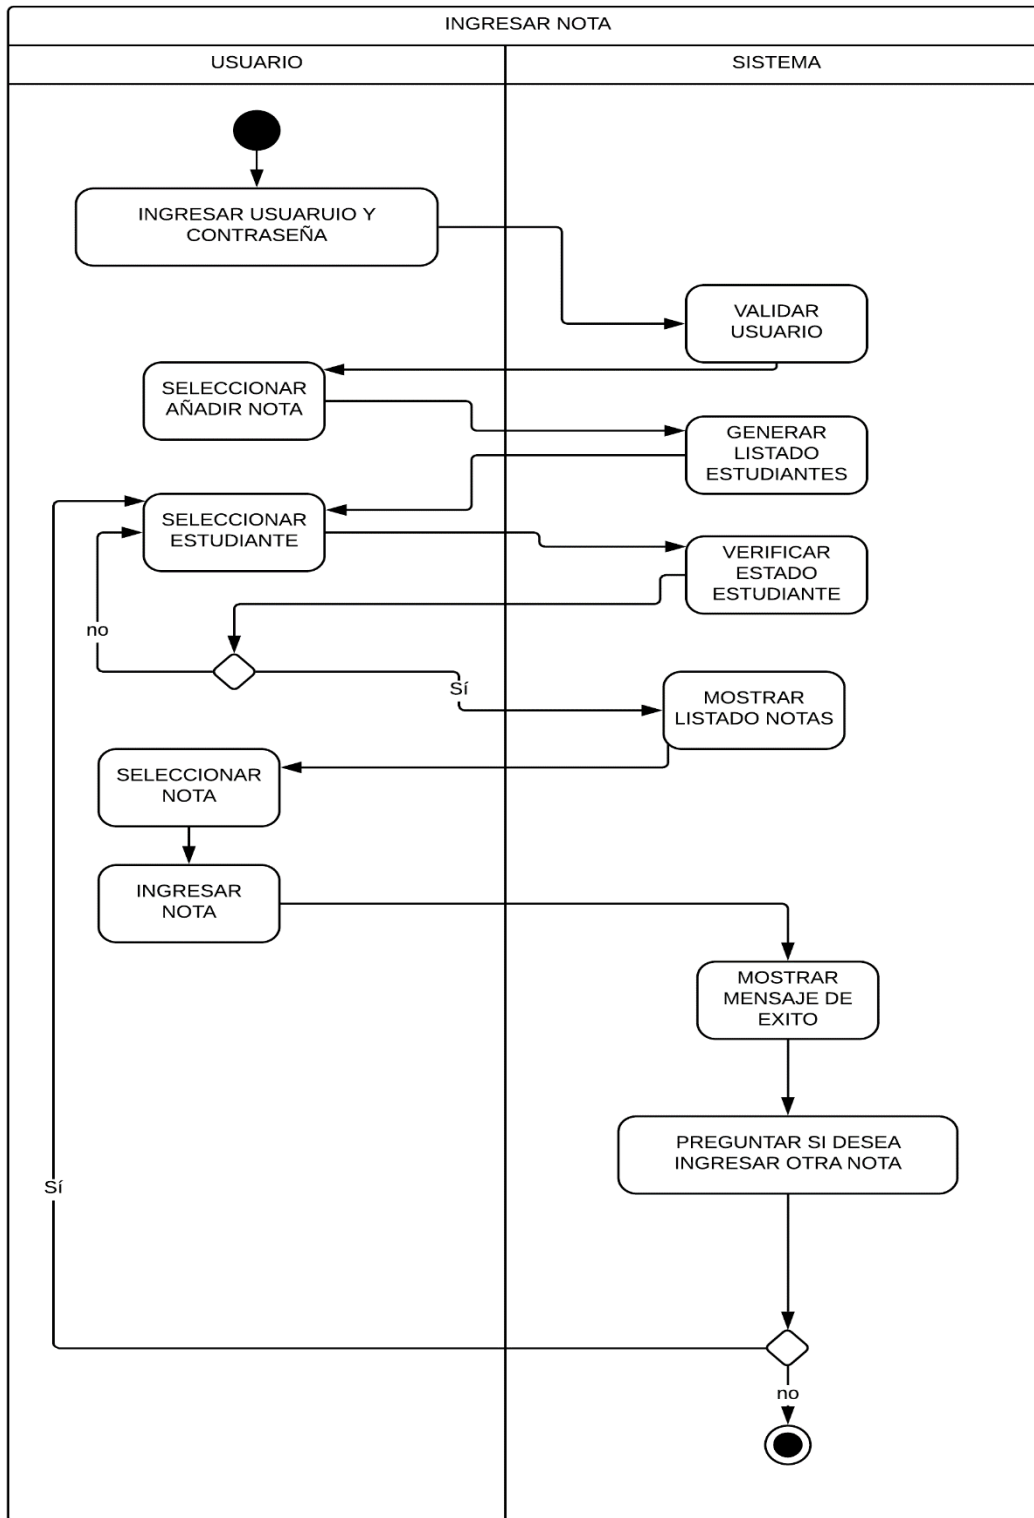 INGRESAR NOTA
USUARIO
SISTEMA
INGRESAR USUARUIO Y
CONTRASEÑA
VALIDAR
USUARIO
SELECCIONAR
AÑADIR NOTA
GENERAR
LISTADO
ESTUDIANTES
SELECCIONAR
ESTUDIANTE
VERIFICAR
ESTADO
ESTUDIANTE
no
Sí
MOSTRAR
LISTADO NOTAS
SELECCIONAR
NOTA
INGRESAR
NOTA
MOSTRAR
MENSAJE DE
EXITO
PREGUNTAR SI DESEA
INGRESAR OTRA NOTA
Sí
no